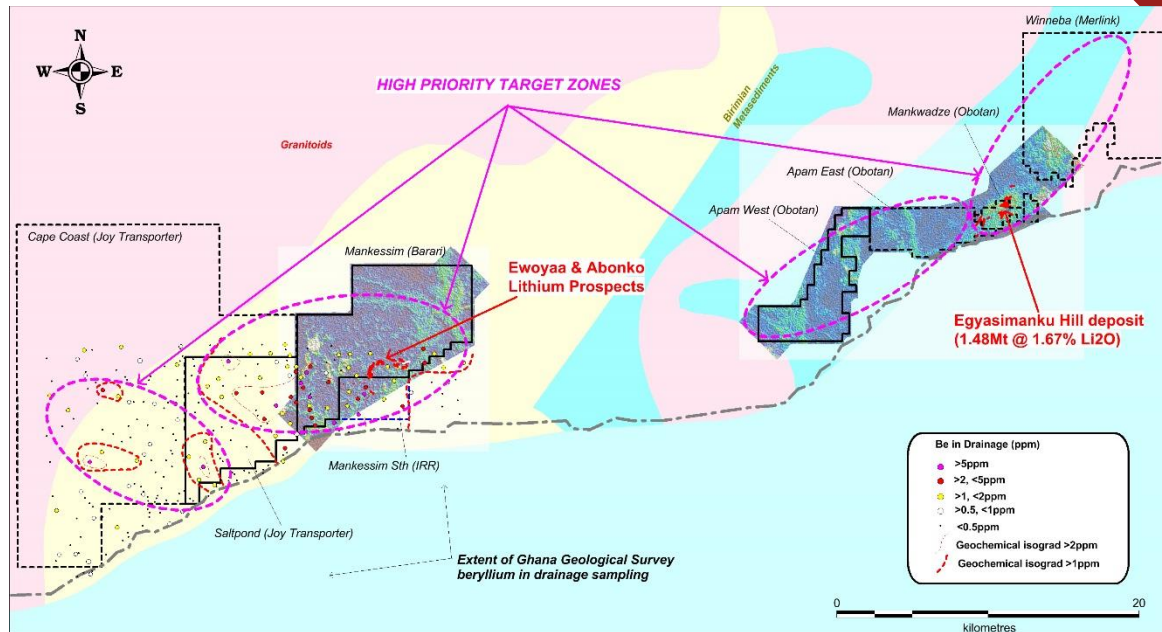 N
W E
S
Winneba (Merlink)
HIGH PRIORITY TARGET ZONES
Birimian
Metasediments
Mankwadze (Obotan)
Granitoids
Apam East (Obotan)
Apam West (Obotan)
Cape Coast (Joy Transporter)
Mankessim (Barari)
Ewoyaa & Abonko
Lithium Prospects
Egyasimanku Hill deposit
(1.48Mt @ 1.67% Li2O)
Mankessim Sth (IRR)
Saltpond (Joy Transporter)
Extent of Ghana Geological Survey
beryllium in drainage sampling
Be in Drainage (ppm)
>5ppm
>2, <5ppm
>1, <2ppm
>0.5, <1ppm
<0.5ppm
Geochemical isograd >2ppm
Geochemical isograd >1ppm
0 20
kilometres